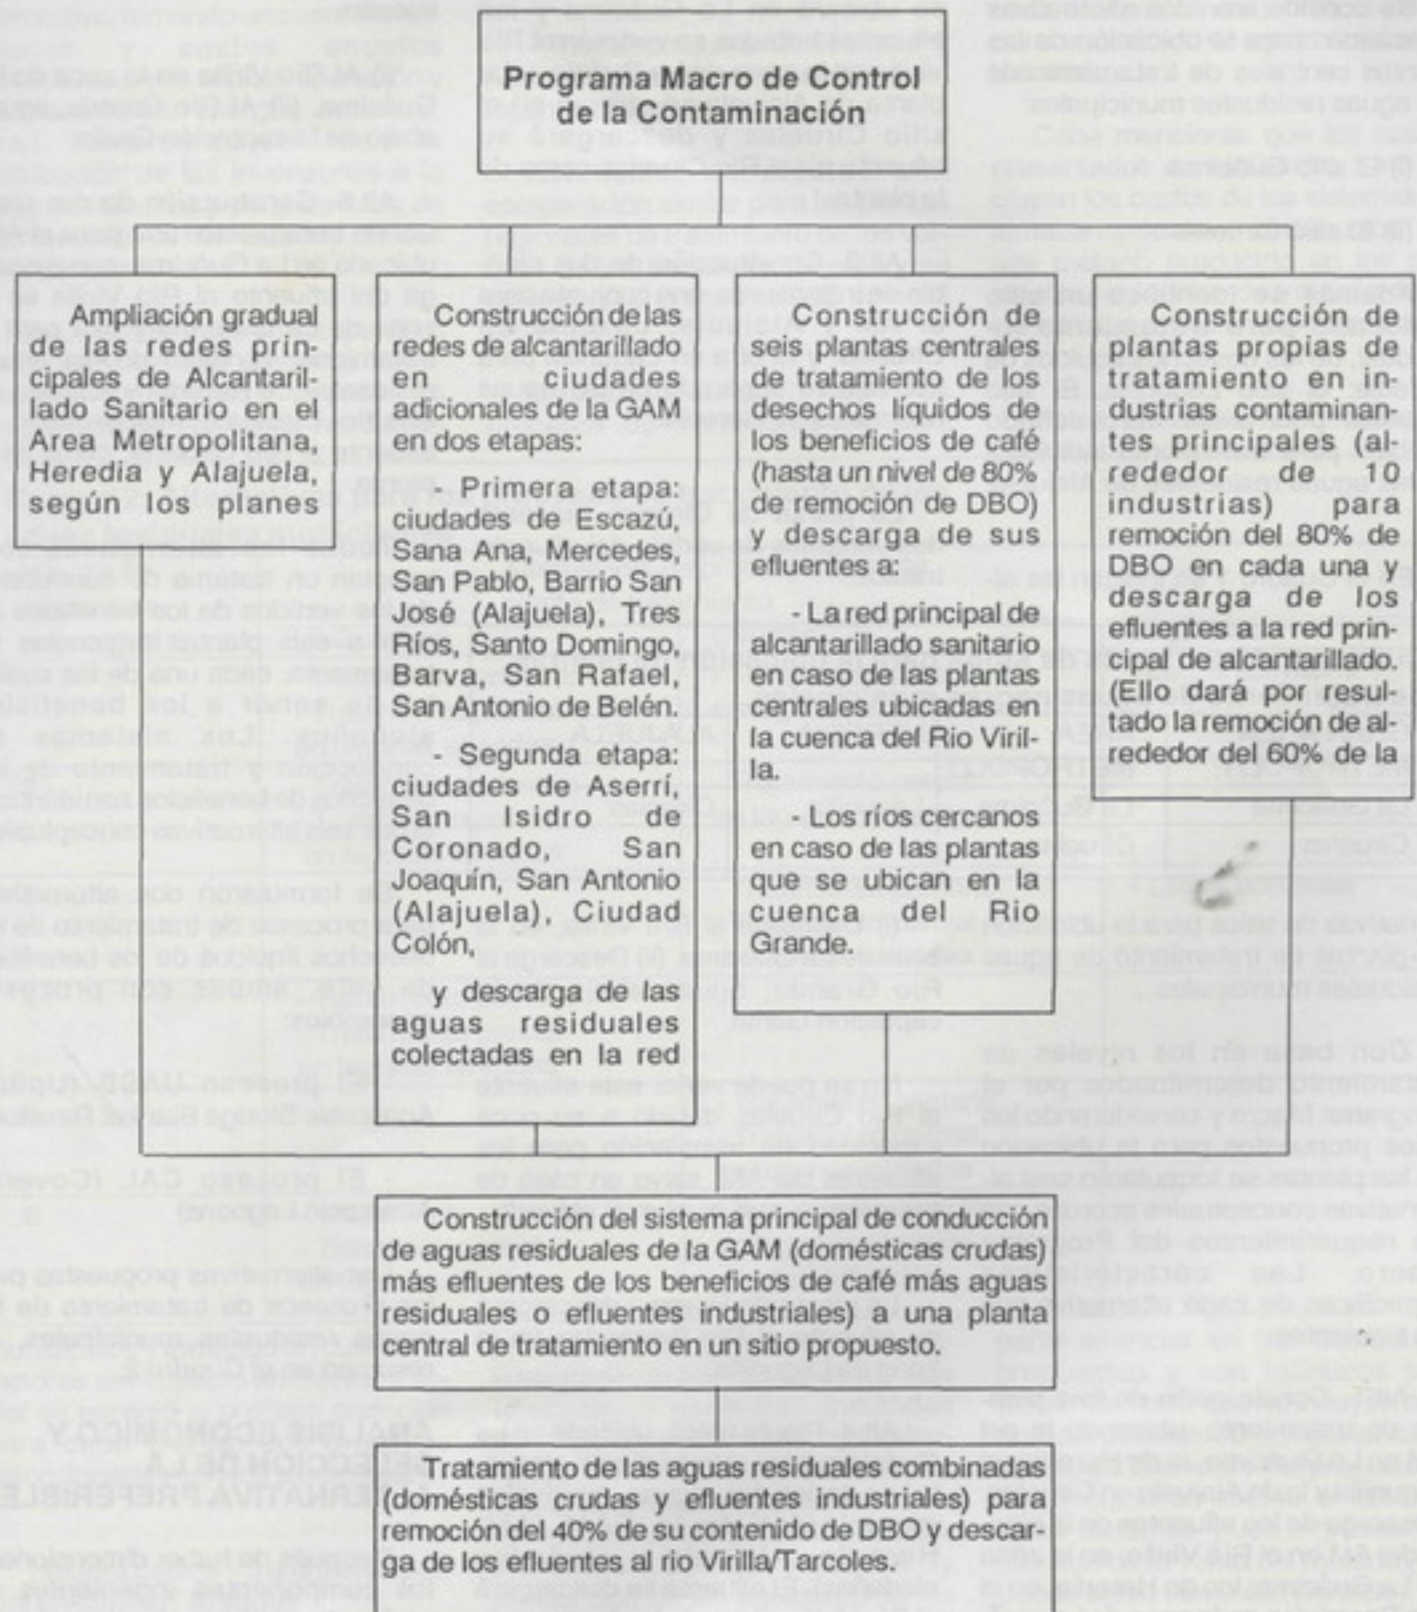 Programa Macro de Control
de la Contaminación
Ampliación gradual
de las redes prin-
cipales de Alcantaril-
lado Sanitario en el
Area Metropolitana,
Heredia y Alajuela,
según los planes
Construcción de las
redes de alcantarillado
en ciudades
adicionales de la GAM
en dos etapas:
- Primera etapa:
ciudades de Escazú,
Sana Ana, Mercedes,
San Pablo, Barrio San
José (Alajuela), Tres
Ríos, Santo Domingo,
Barva, San Rafael,
San Antonio de Belén.
- Segunda etapa:
ciudades de Aserrí,
San Isidro de
Coronado, San
Joaquín, San Antonio
(Alajuela), Ciudad
Colón,
y descarga de las
aguas residuales
colectadas en la red
Construcción de
seis plantas centrales
de tratamiento de los
desechos líquidos de
los beneficios de café
(hasta un nivel de 80%
de remoción de DBO)
y descarga de sus
efluentes a:
- La red principal de
alcantarillado sanitario
en caso de las plantas
centrales ubicadas en
la cuenca del Rio Viril-
la.
- Los ríos cercanos
en caso de las plantas
que se ubican en la
cuenca del Rio
Grande.
Construcción de
plantas propias de
tratamiento en in-
dustrias contaminan-
tes principales (al-
rededor de 10
industrias) para
remoción del 80% de
DBO en cada una y
descarga de los
efluentes a la red prin-
cipal de alcantarillado.
(Ello dará por resul-
tado la remoción de al-
rededor del 60% de la
Construcción del sistema principal de conducción
de aguas residuales de la GAM (domésticas crudas)
más efluentes de los beneficios de café más aguas
residuales o efluentes industriales) a una planta
central de tratamiento en un sitio propuesto.
Tratamiento de las aguas residuales combinadas
(domésticas crudas y efluentes industriales) para
remoción del 40% de su contenido de DBO y descar-
ga de los efluentes al rio Virilla/Tarcoles.